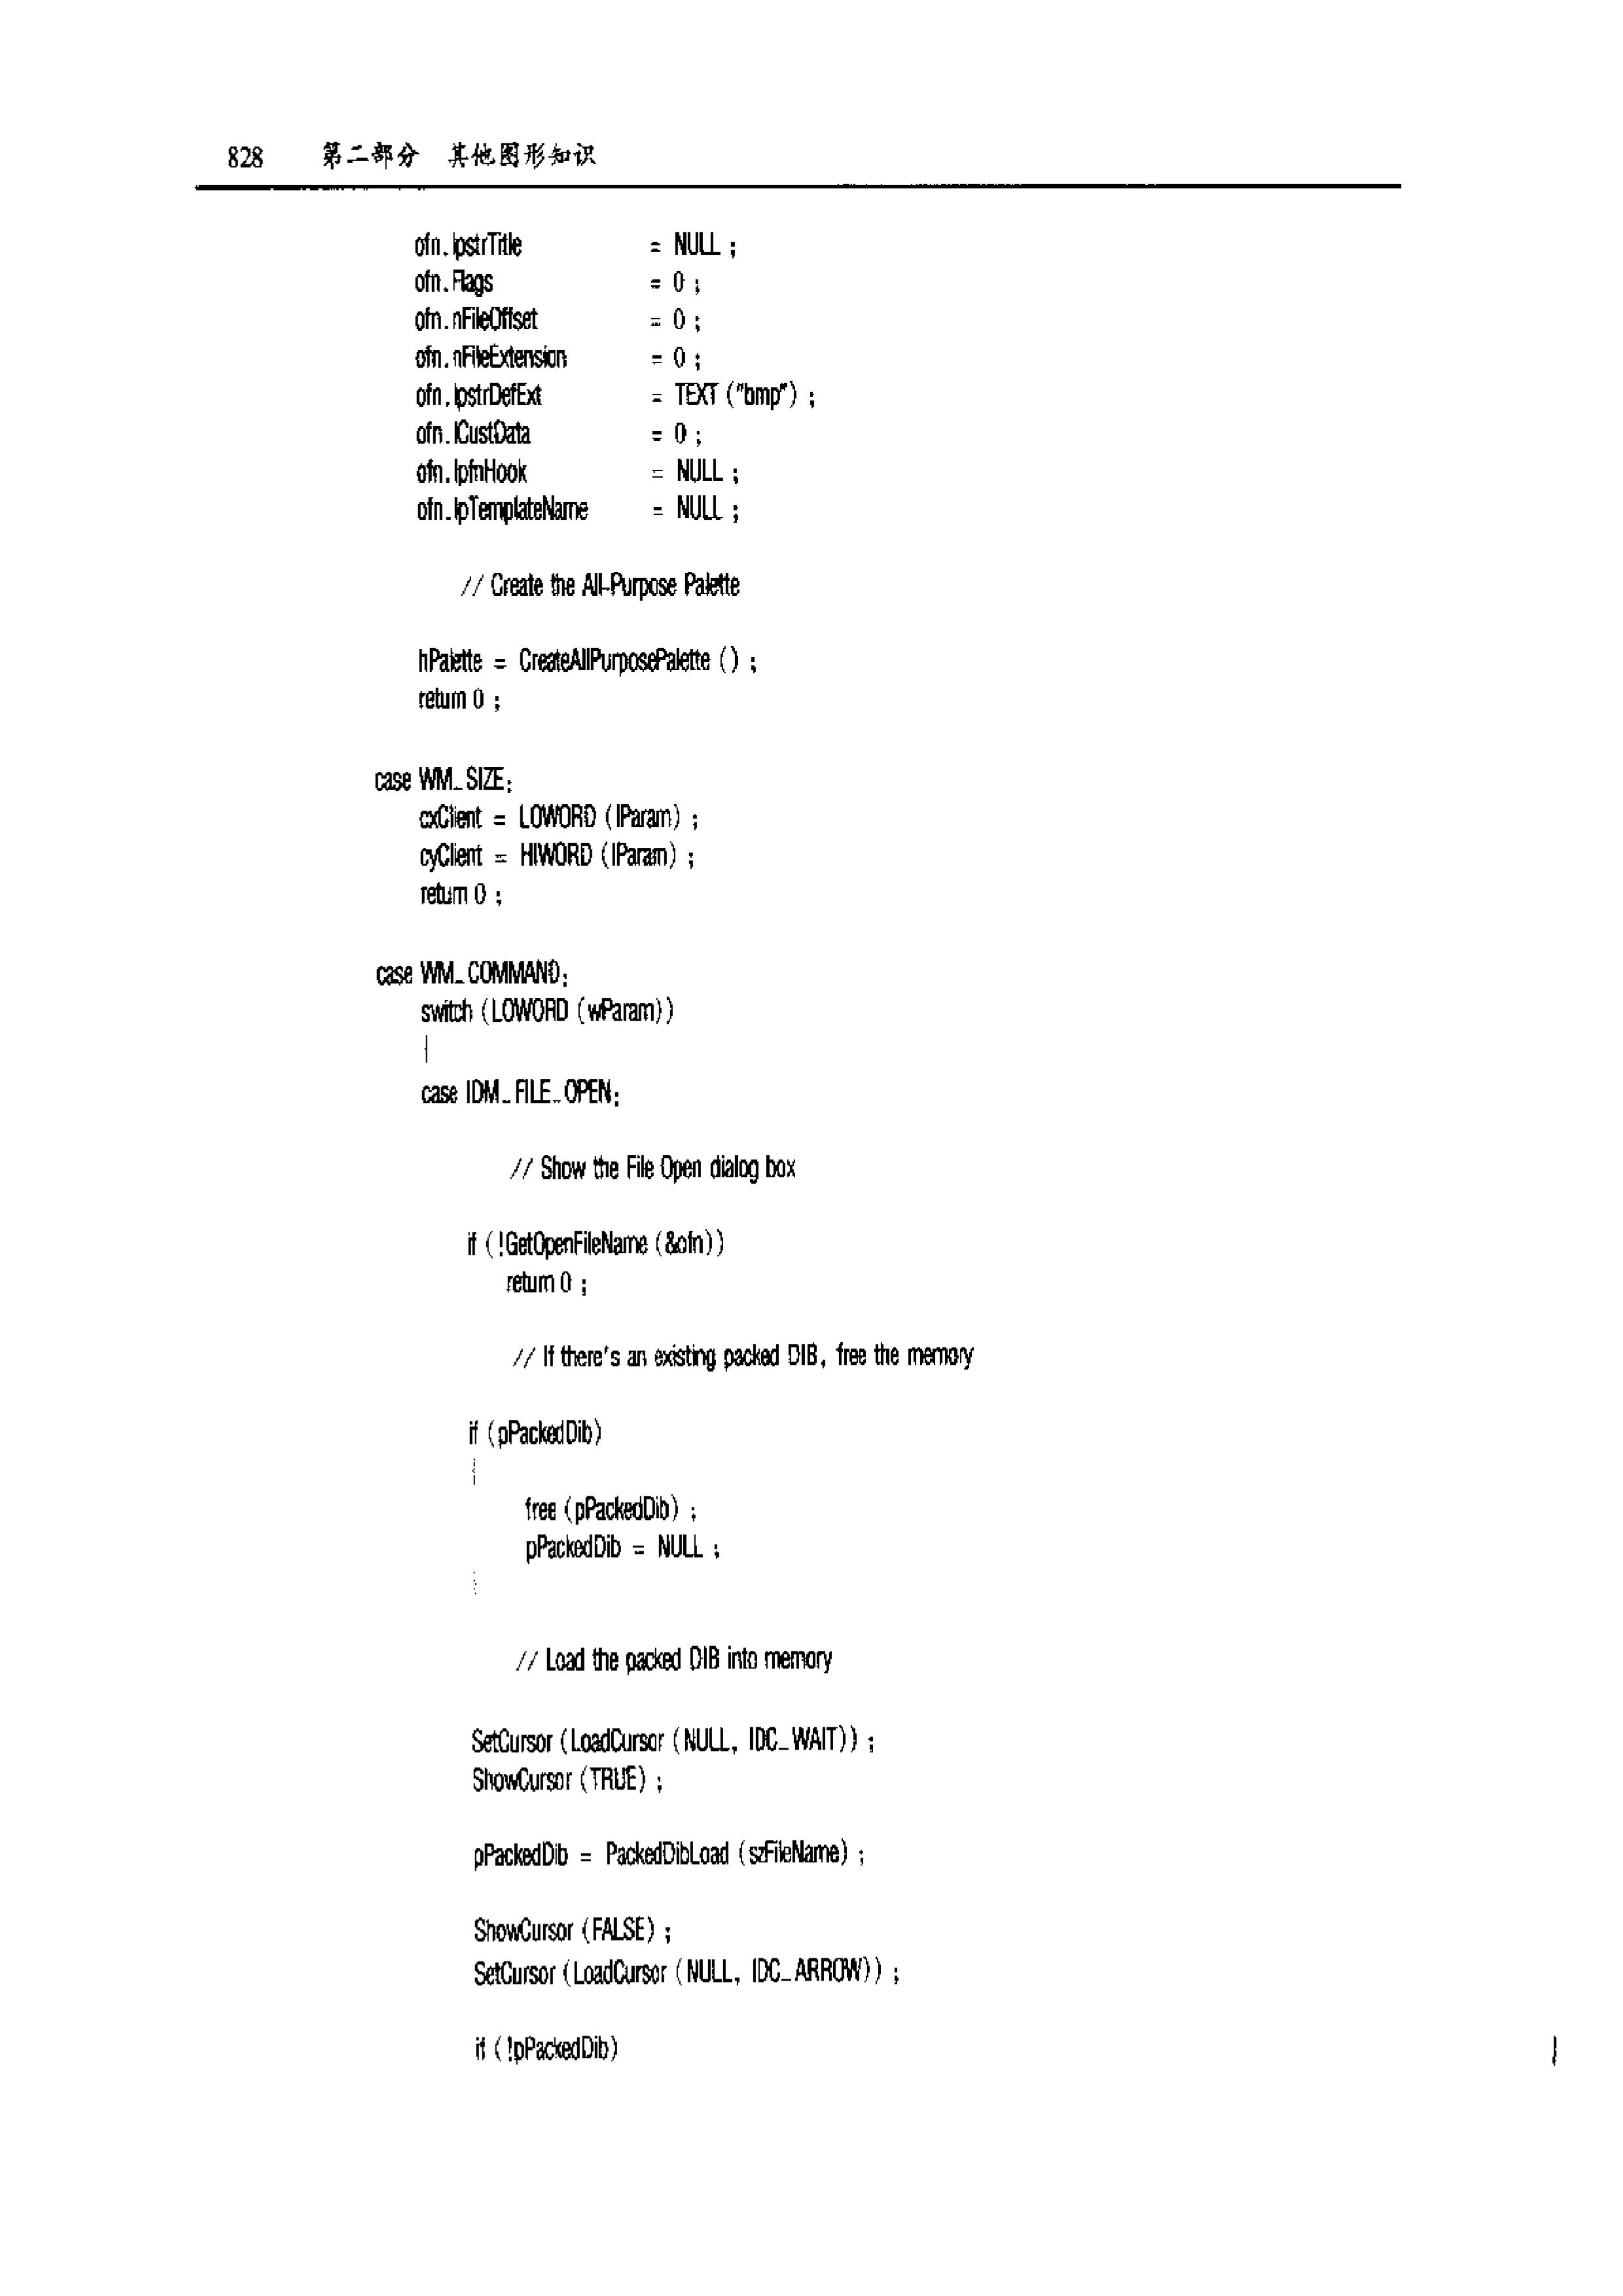 828 第二部分 其他图形知识
ofn.lpstrTitle = NULL ;
ofn.Flags = 0 ;
ofn.nFileOffset = 0 ;
ofn.nFileExtension = 0 ;
ofn.lpstrDefExt = TEXT ("bmp") ;
ofn.lCustData = 0 ;
ofn.lpfnHook = NULL ;
ofn.lpTemplateName = NULL ;
// Create the All-Purpose Palette
hPalette = CreateAllPurposePalette () ;
return 0 ;
case WM_SIZE:
cxClient = LOWORD (lParam) ;
cyClient = HIWORD (lParam) ;
return 0 ;
case WM_COMMAND:
switch (LOWORD (wParam))
{
case IDM_FILE_OPEN:
// Show the File Open dialog box
if (!GetOpenFileName (&ofn))
return 0 ;
// If there's an existing packed DIB, free the memory
if (pPackedDib)
{
free (pPackedDib) ;
pPackedDib = NULL ;
}
// Load the packed DIB into memory
SetCursor (LoadCursor (NULL, IDC_WAIT)) ;
ShowCursor (TRUE) ;
pPackedDib = PackedDibLoad (szFileName) ;
ShowCursor (FALSE) ;
SetCursor (LoadCursor (NULL, IDC_ARROW)) ;
if (!pPackedDib)